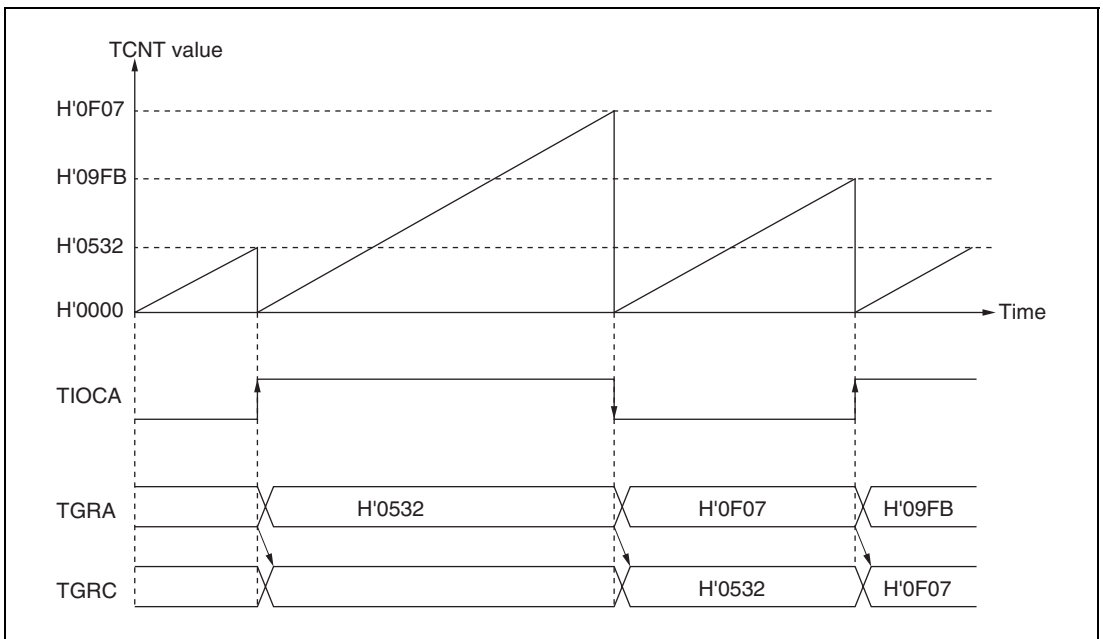 TCNT value
H'0F07
H'09FB
H'0532
H'0000
Time
TIOCA
TGRA
H'0532
H'0F07
H'09FB
TGRC
H'0532
H'0F07